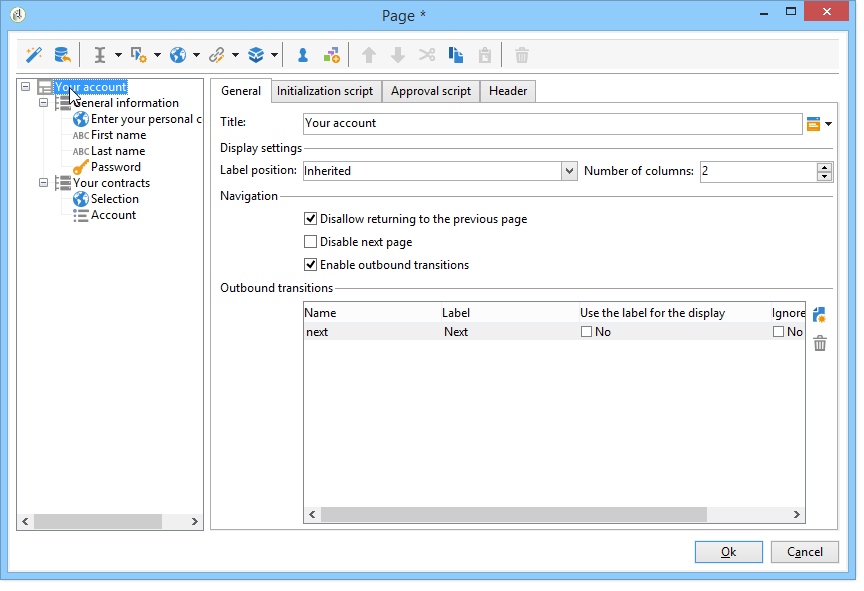 Page *
Your account
General information
Enter your personal c
ABC First name
ABC Last name
Password
Your contracts
Selection
Account
General Initialization script Approval script Header
Title: Your account
Display settings
Label position: Inherited Number of columns: 2
Navigation
Disallow returning to the previous page
Disable next page
Enable outbound transitions
Outbound transitions
Name Label Use the label for the display Ignore
next Next No No
Ok Cancel